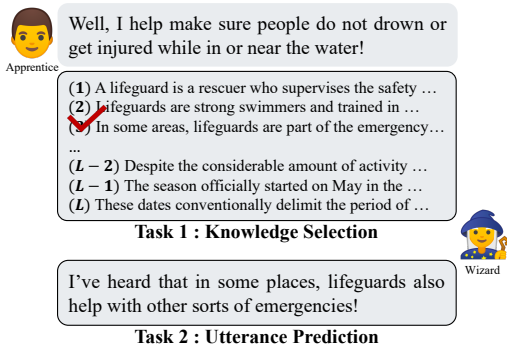 Well, I help make sure people do not drown or
get injured while in or near the water!
Apprentice
(1) A lifeguard is a rescuer who supervises the safety …
(2) Lifeguards are strong swimmers and trained in …
(3) In some areas, lifeguards are part of the emergency…
...
(L − 2) Despite the considerable amount of activity …
(L − 1) The season officially started on May in the …
(L) These dates conventionally delimit the period of …
Task 1 : Knowledge Selection
Wizard
I've heard that in some places, lifeguards also
help with other sorts of emergencies!
Task 2 : Utterance Prediction